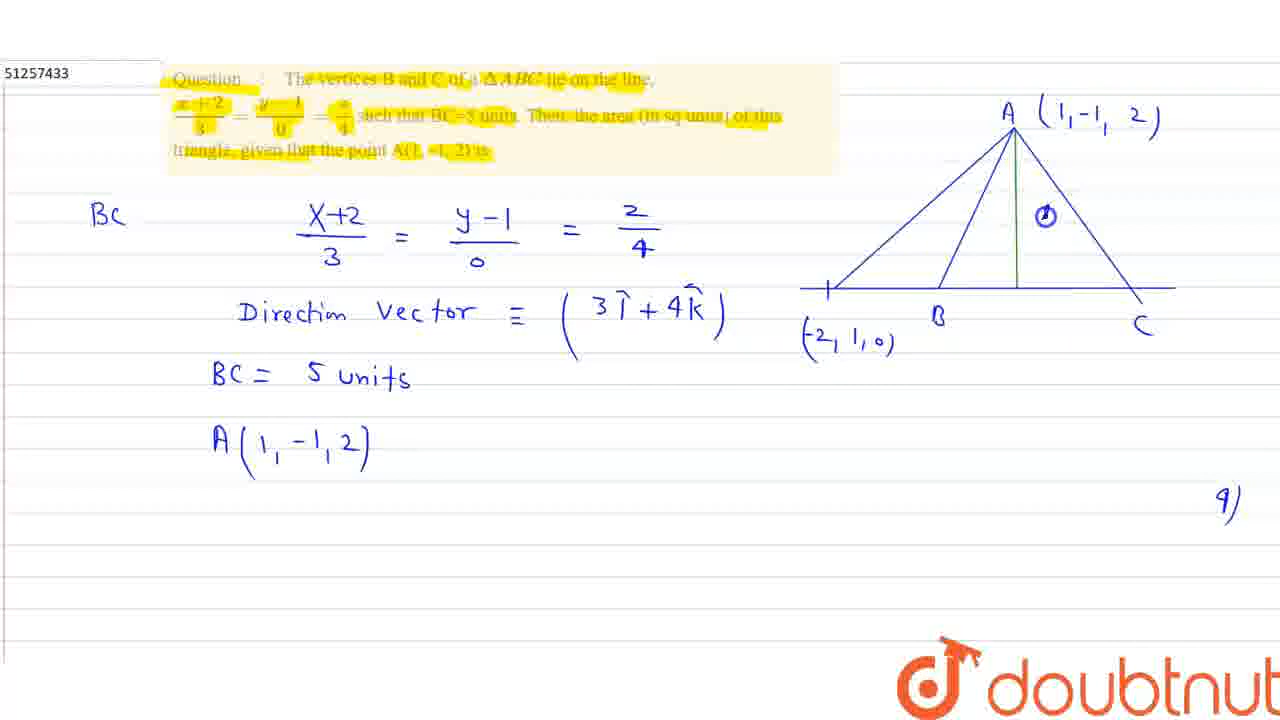 51257433
Question : The vertices B and C of a Δ ABC lie on the line,
x + 2 / 3 = y − 1 / 0 = z / 4 such that BC=5 units. Then, the area (in sq units) of this
triangle, given that the point A(1, -1, 2) is
A (1, -1, 2)
BC
X+2 / 3 = y - 1 / 0 = z / 4
Direction Vector ≡ (3î + 4k̂)
B
C
(-2, 1, 0)
BC = 5 units
A (1, -1, 2)
9)
doubtnut